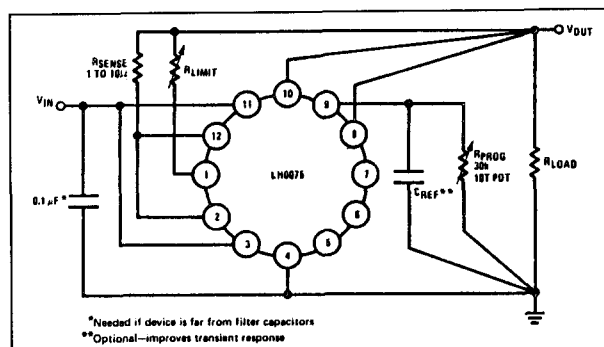 VOUT
RSENSE
1 TO 10µ
RLIMIT
VIN
10
11
9
12
8
1
LH0075
7
2
6
3
5
4
0.1 µF*
CREF**
RPROG
30k
10T POT
RLOAD
*Needed if device is far from filter capacitors
**Optional—improves transient response